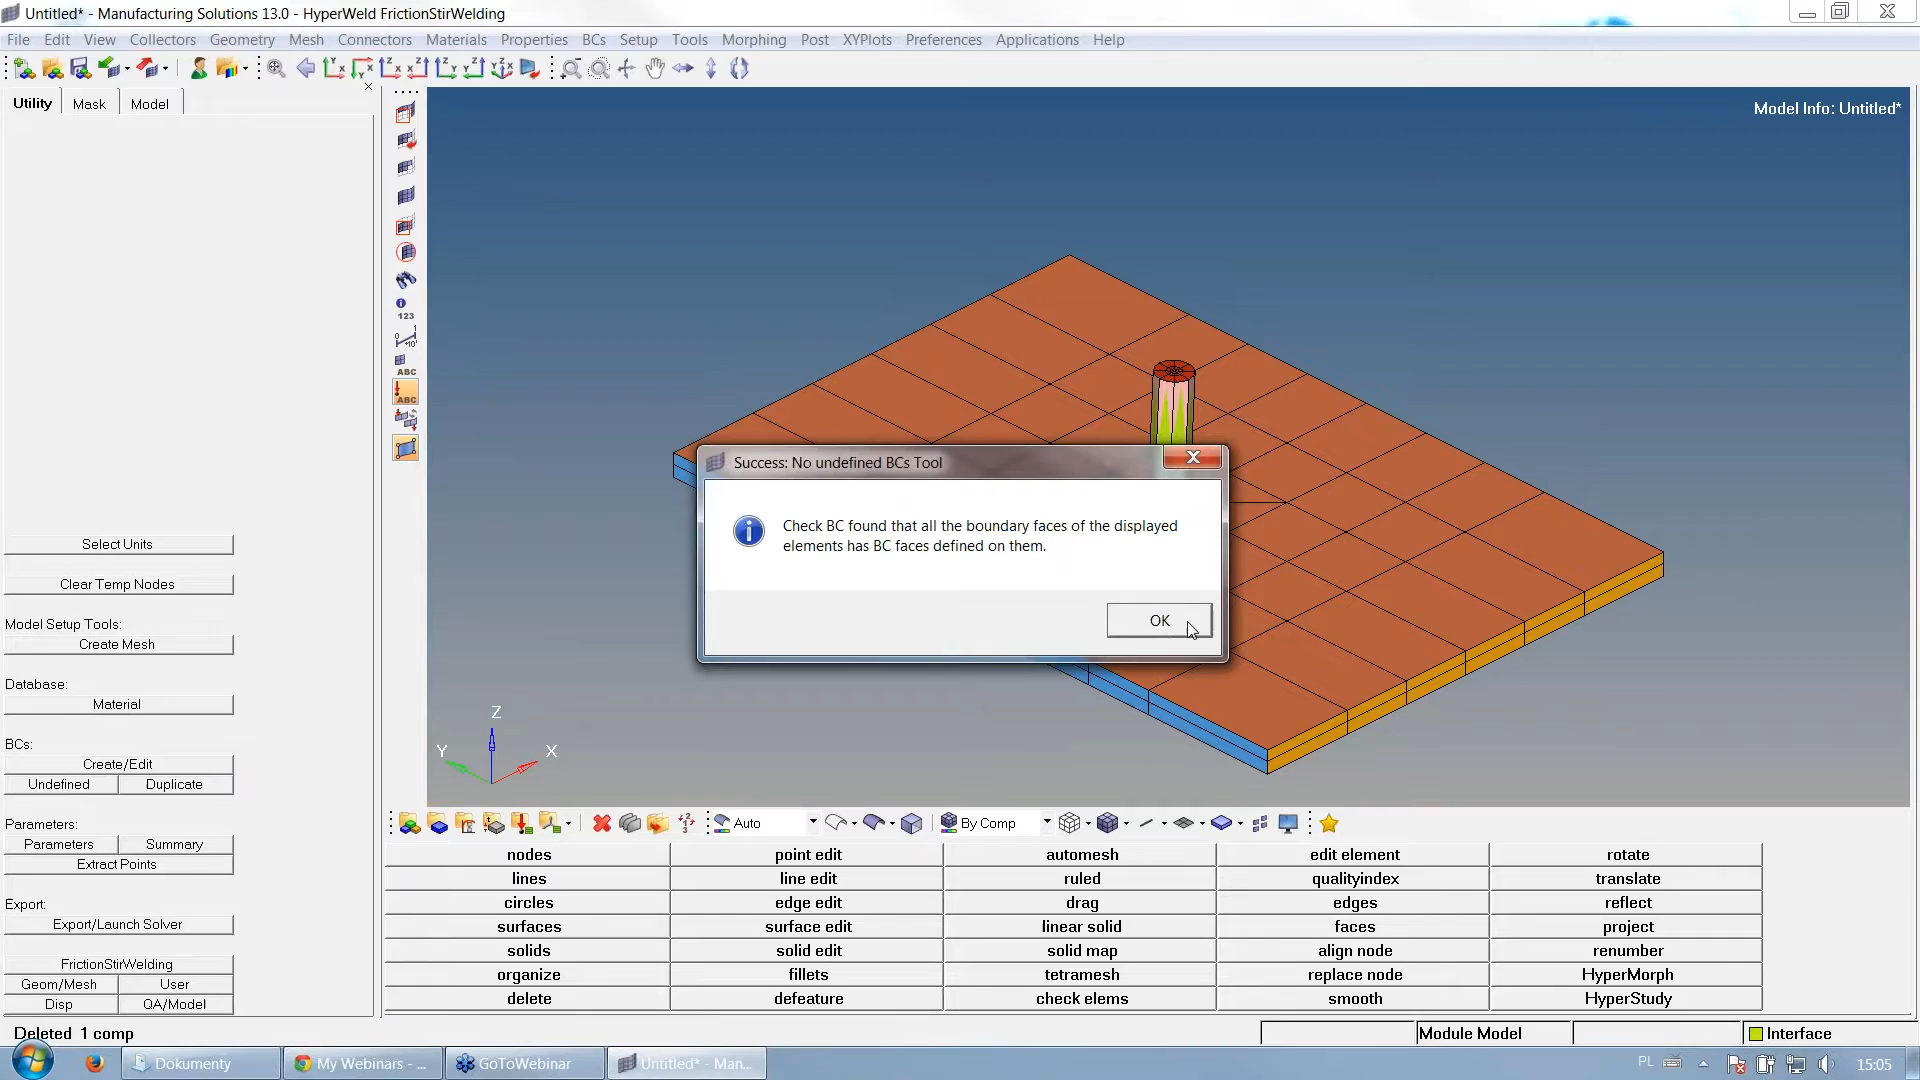 Untitled* - Manufacturing Solutions 13.0 - HyperWeld FrictionStirWelding
File Edit View Collectors Geometry Mesh Connectors Materials Properties BCs Setup Tools Morphing Post XYPlots Preferences Applications Help
Utility Mask Model
Model Info: Untitled*
123
ABC
ABC
Success: No undefined BCs Tool
Check BC found that all the boundary faces of the displayed
elements has BC faces defined on them.
OK
Select Units
Clear Temp Nodes
Model Setup Tools:
Create Mesh
Database:
Material
BCs:
Create/Edit
Undefined Duplicate
Parameters:
Parameters Summary
Extract Points
Export:
Export/Launch Solver
FrictionStirWelding
Geom/Mesh User
Disp QA/Model
Z
Y X
Auto By Comp
nodes point edit automesh edit element rotate
lines line edit ruled qualityindex translate
circles edge edit drag edges reflect
surfaces surface edit linear solid faces project
solids solid edit solid map align node renumber
organize fillets tetramesh replace node HyperMorph
delete defeature check elems smooth HyperStudy
Deleted 1 comp Module Model Interface
Dokumenty My Webinars - ... GoToWebinar Untitled* - Man... PL 15:05